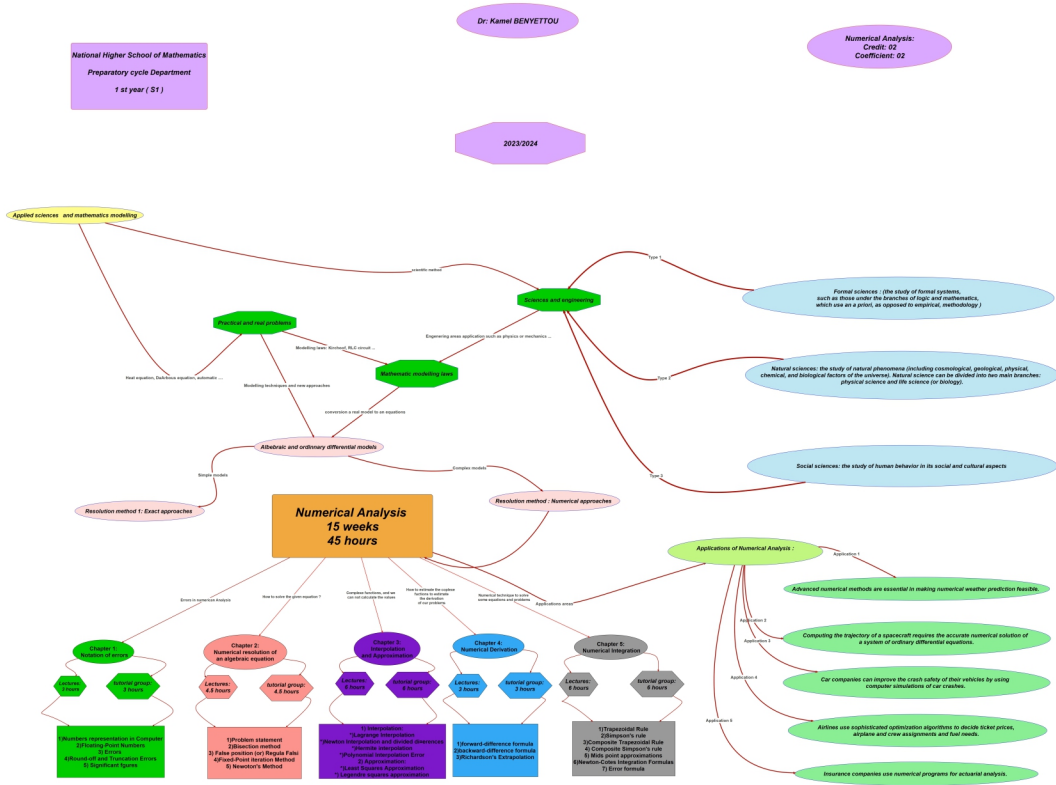 Dr: Kamel BENYETTOU
National Higher School of Mathematics
Preparatory cycle Department
1 st year ( S1 )
Numerical Analysis:
Credit: 02
Coefficient: 02
2023/2024
Applied sciences and mathematics modelling
scientic native
Type 1
Sciences and engineering
Formal sciences : (the study of formal systems,
such as those under the branches of logic and mathematics,
which use an a priori, as opposed to empirical, methodology )
Practical and real problems
Engenering areas application such as physics or mechanics ...
Modelling laws: RLC circuit ...
Mathematic modelling laws
Heat equation, equation, automatic ....
Modelling techniques and new approaches
Type 2
Natural sciences: the study of natural phenomena (including cosmological, geological, physical,
chemical, and biological factors of the universe). Natural science can be divided into two main branches:
physical science and life science (or biology).
conversion a real model to an equations
Albebraic and ordinnary differential models
Simple models
Complex models
Type 3
Social sciences: the study of human behavior in its social and cultural aspects
Resolution method 1: Exact approaches
Resolution method : Numerical approaches
Numerical Analysis
15 weeks
45 hours
Applications of Numerical Analysis :
Application 1
Advanced numerical methods are essential in making numerical weather prediction feasible.
Application 2
Computing the trajectory of a spacecraft requires the accurate numerical solution of
a system of ordinary differential equations.
Application 3
Car companies can improve the crash safety of their vehicles by using
computer simulations of car crashes.
Application 4
Airlines use sophisticated optimization algorithms to decide ticket prices,
airplane and crew assignments and fuel needs.
Application 5
Insurance companies use numerical programs for actuarial analysis.
Errors in numerical Analysis
How to solve the given equation ?
Complexe functions, and we
can not calculate the values
How to estimate the
functions to estimate
the derivation
of our problems
Numerical technique to solve
some equations and problems
Applications areas
Chapter 1:
Notation of errors
Lectures:
3 hours
tutorial group:
3 hours
1)Numbers representation in Computer
2)Floating-Point Numbers
3) Errors
4)Round-off and Truncation Errors
5) Significant fgures
Chapter 2:
Numerical resolution of
an algebraic equation
Lectures:
4.5 hours
tutorial group:
4.5 hours
1)Problem statement
2)Bisection method
3) False position (or) Regula Falsi
4)Fixed-Point iteration Method
5) Newoton's Method
Chapter 3:
Interpolation
and Approximation
Lectures:
6 hours
tutorial group:
6 hours
1) Interpolation:
*)Lagrange interpolation
*)Newton Interpolation and divided diverences
*)Hermite interpolation
*)Polynomial interpolation Error
2) Approximation:
*)Least Squares Approximation
*) Legendre squares approximation
Chapter 4:
Numerical Derivation
Lectures:
3 hours
tutorial group:
3 hours
1)forward-difference formula
2)backward-difference formula
3)Richardson's Extrapolation
Chapter 5:
Numerical Integration
Lectures:
6 hours
tutorial group:
6 hours
1)Trapezoidal Rule
2)Simpson's rule
3)Composite Trapezoidal Rule
4) Composite Simpson's rule
5) Mids point approximations
6)Newton-Cotes Integration Formulas
7) Error formula